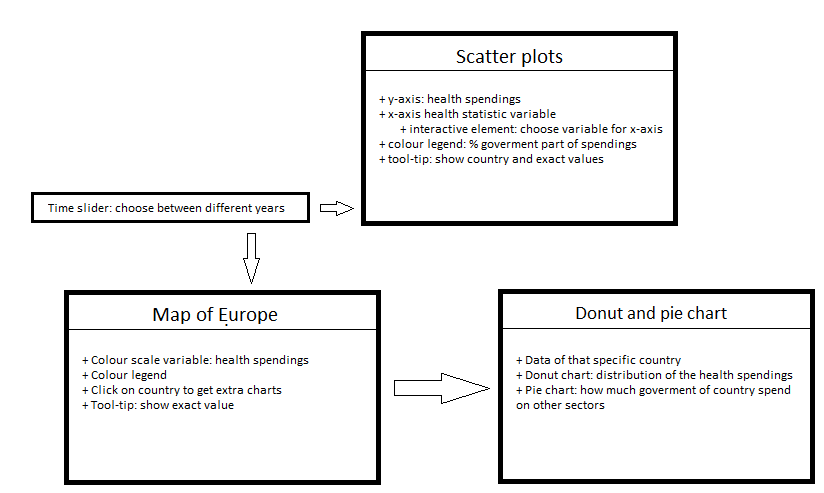 Scatter plots
+ y-axis: health spendings
+ x-axis health statistic variable
+ interactive element: choose variable for x-axis
+ colour legend: % goverment part of spendings
+ tool-tip: show country and exact values
Time slider: choose between different years
Map of Europe
+ Colour scale variable: health spendings
+ Colour legend
+ Click on country to get extra charts
+ Tool-tip: show exact value
Donut and pie chart
+ Data of that specific country
+ Donut chart: distribution of the health spendings
+ Pie chart: how much goverment of country spend
on other sectors